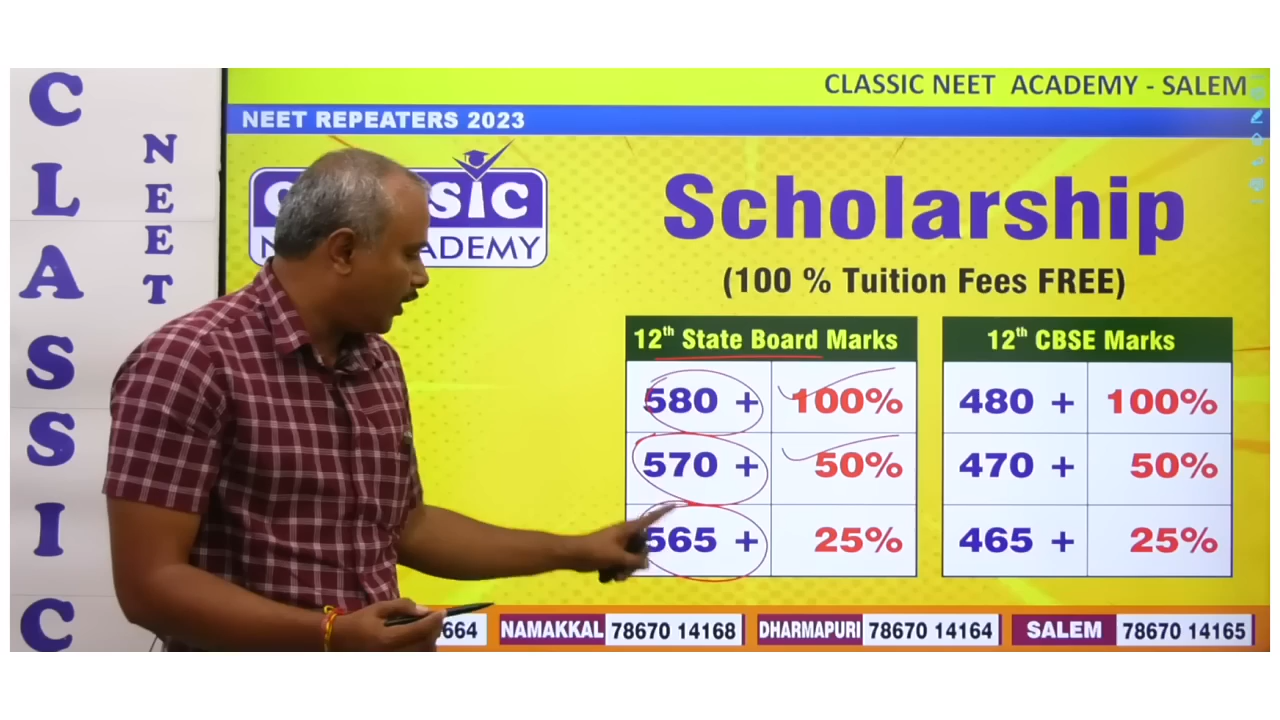 CLASSIC
NEET
CLASSIC NEET ACADEMY - SALEM
NEET REPEATERS 2023
Scholarship
(100 % Tuition Fees FREE)
12th State Board Marks
580 + 100%
570 + 50%
565 + 25%
12th CBSE Marks
480 + 100%
470 + 50%
465 + 25%
664 NAMAKKAL 78670 14168 DHARMAPURI 78670 14164 SALEM 78670 14165